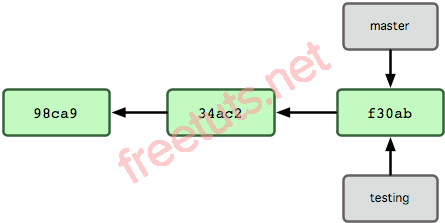 master
98ca9
34ac2
f30ab
testing
freetuts.net